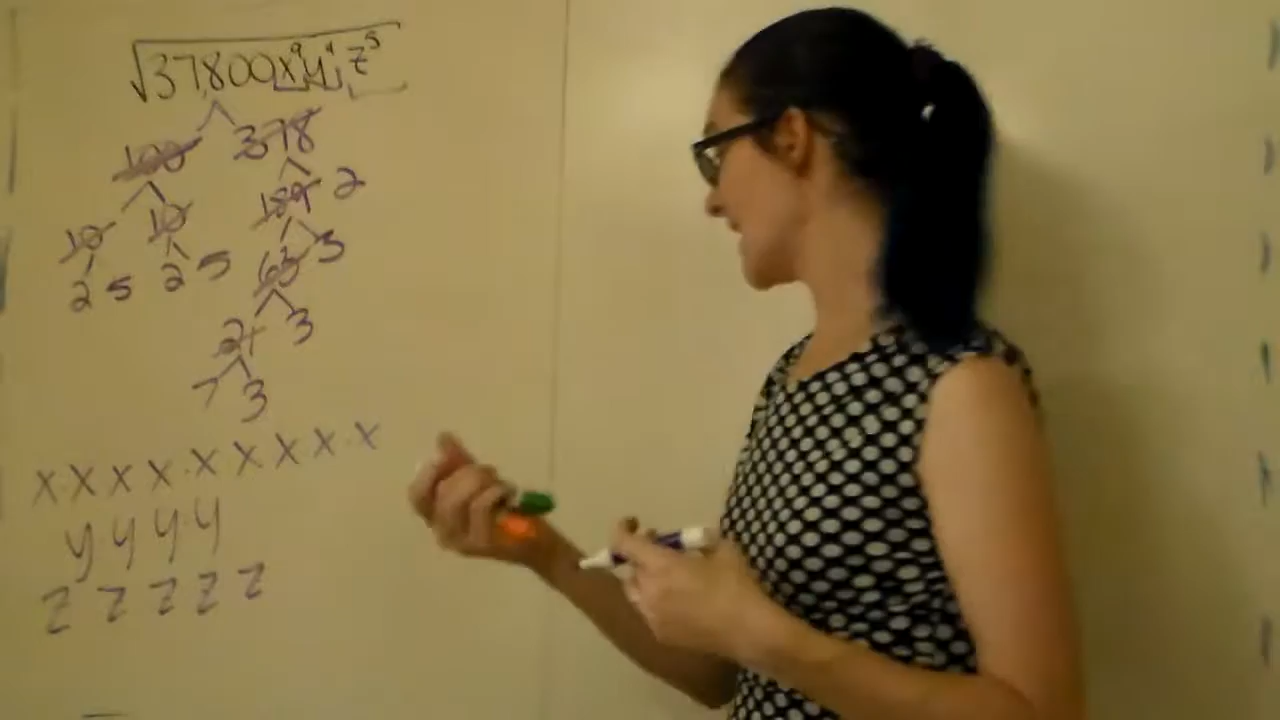 √37,800x⁹y⁴z⁵
100 378
10 10 189 2
2 5 2 5 63 3
21 3
7 3
x·x·x·x·x·x·x·x·x
y y y y
z z z z z